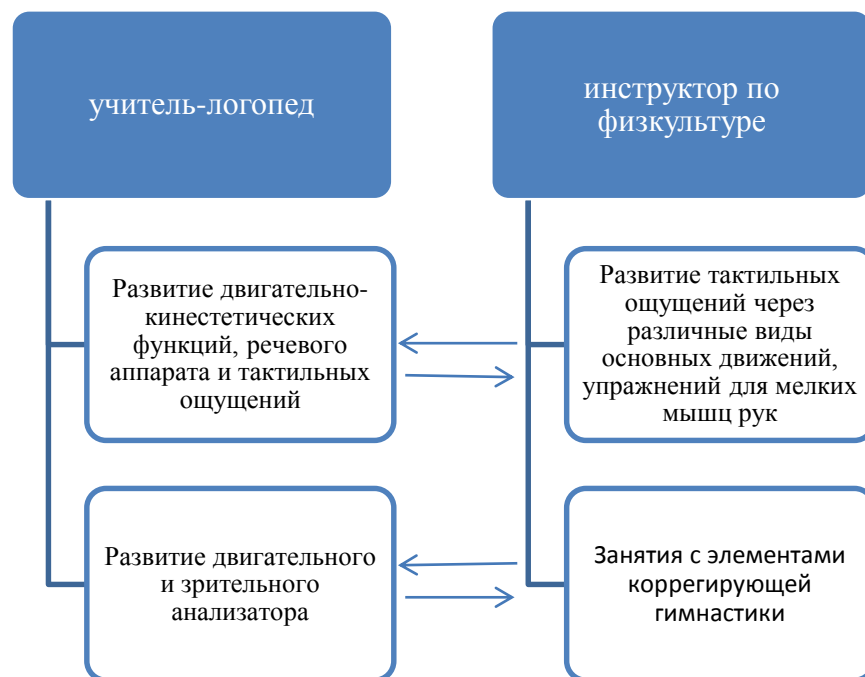 учитель-логопед
инструктор по
физкультуре
Развитие двигательно-
кинестетических
функций, речевого
аппарата и тактильных
ощущений
Развитие тактильных
ощущений через
различные виды
основных движений,
упражнений для мелких
мышц рук
Развитие двигательного
и зрительного
анализатора
Занятия с элементами
коррегирующей
гимнастики